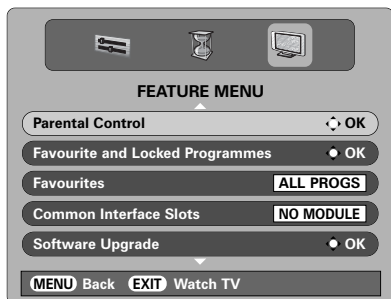 FEATURE MENU
Parental Control OK
Favourite and Locked Programmes OK
Favourites ALL PROGS
Common Interface Slots NO MODULE
Software Upgrade OK
MENU Back EXIT Watch TV